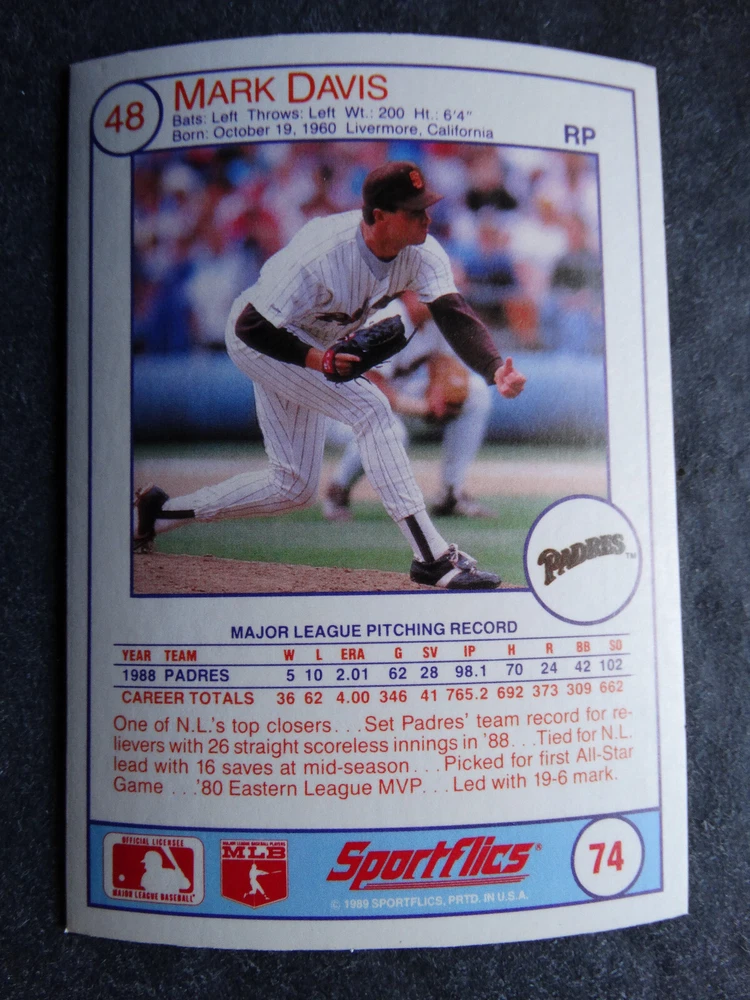 48
MARK DAVIS
Bats: Left Throws: Left Wt.: 200 Ht.: 6'4"
Born: October 19, 1960 Livermore, California
RP
PADRES™
MAJOR LEAGUE PITCHING RECORD
YEAR TEAM W L ERA G SV IP H R BB SO
1988 PADRES 5 10 2.01 62 28 98.1 70 24 42 102
CAREER TOTALS 36 62 4.00 346 41 765.2 692 373 309 662
One of N.L.'s top closers...Set Padres' team record for re-
lievers with 26 straight scoreless innings in '88...Tied for N.L.
lead with 16 saves at mid-season...Picked for first All-Star
Game...'80 Eastern League MVP...Led with 19-6 mark.
OFFICIAL LICENSEE
MAJOR LEAGUE BASEBALL
MAJOR LEAGUE BASEBALL PLAYERS
MLB
Sportflics®
© 1989 SPORTFLICS, PRTD. IN U.S.A.
74